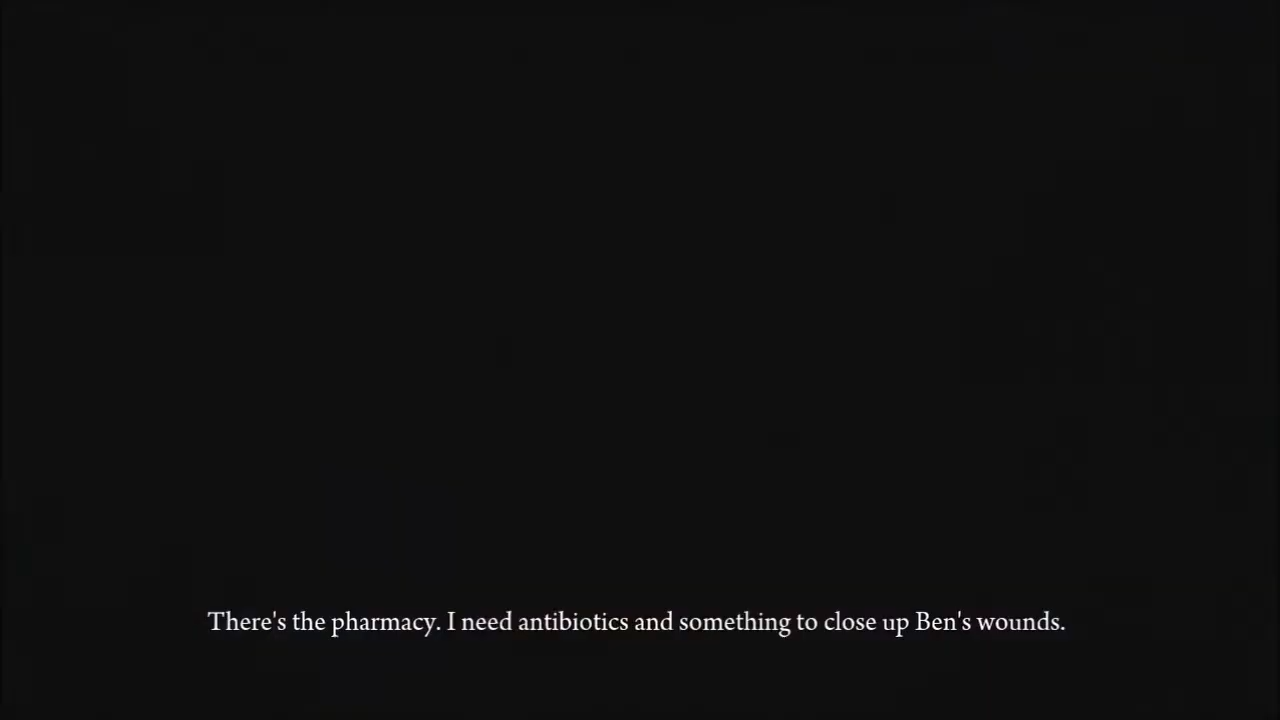 There's the pharmacy. I need antibiotics and something to close up Ben's wounds.